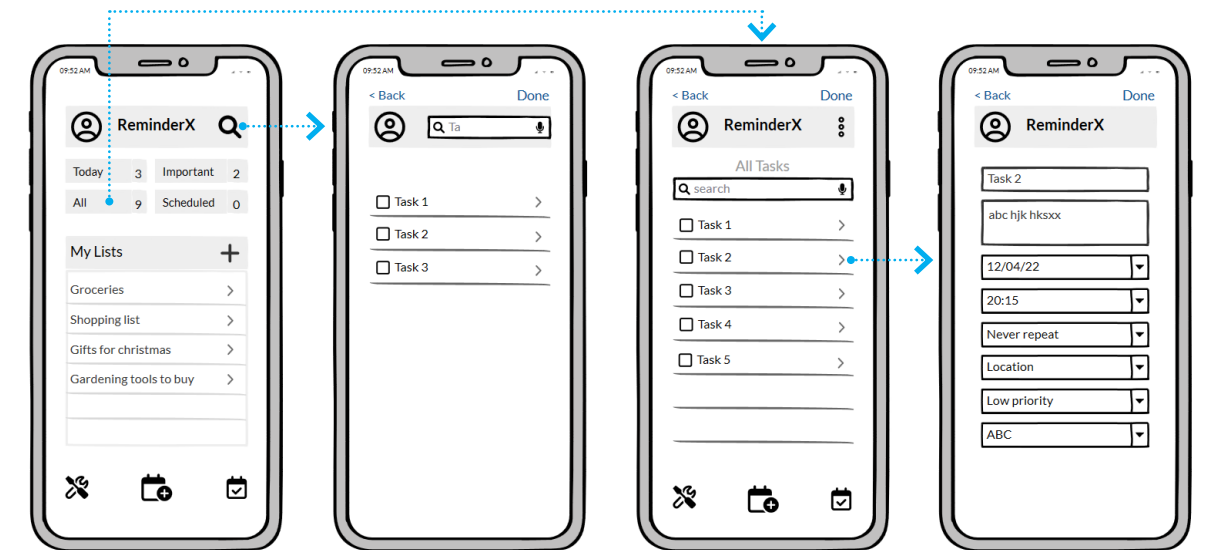 09:52 AM
ReminderX
Today 3 Important 2
All 9 Scheduled 0
My Lists
Groceries
Shopping list
Gifts for christmas
Gardening tools to buy
09:52 AM
< Back Done
Ta
Task 1
Task 2
Task 3
09:52 AM
< Back Done
ReminderX
All Tasks
search
Task 1
Task 2
Task 3
Task 4
Task 5
09:52 AM
< Back Done
ReminderX
Task 2
abc hjk hksxx
12/04/22
20:15
Never repeat
Location
Low priority
ABC